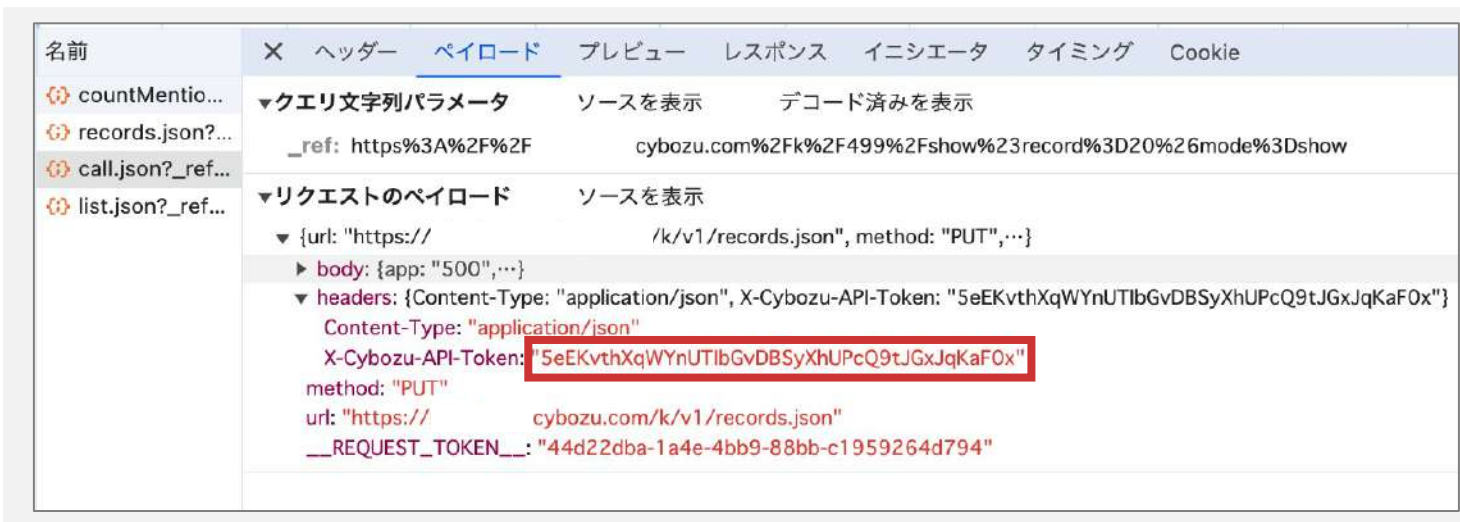 名前
× ヘッダー ペイロード プレビュー レスポンス イニシエータ タイミング Cookie
countMentio...
records.json?...
call.json?_ref...
list.json?_ref...
▼クエリ文字列パラメータ ソースを表示 デコード済みを表示
_ref: https%3A%2F%2F cybozu.com%2Fk%2F499%2Fshow%23record%3D20%26mode%3Dshow
▼リクエストのペイロード ソースを表示
▼ {url: "https:// /k/v1/records.json", method: "PUT",…}
▶ body: {app: "500",…}
▼ headers: {Content-Type: "application/json", X-Cybozu-API-Token: "5eEKvthXqWYnUTIbGvDBSyXhUPcQ9tJGxJqKaF0x"}
Content-Type: "application/json"
X-Cybozu-API-Token: "5eEKvthXqWYnUTIbGvDBSyXhUPcQ9tJGxJqKaF0x"
method: "PUT"
url: "https:// cybozu.com/k/v1/records.json"
__REQUEST_TOKEN__: "44d22dba-1a4e-4bb9-88bb-c1959264d794"